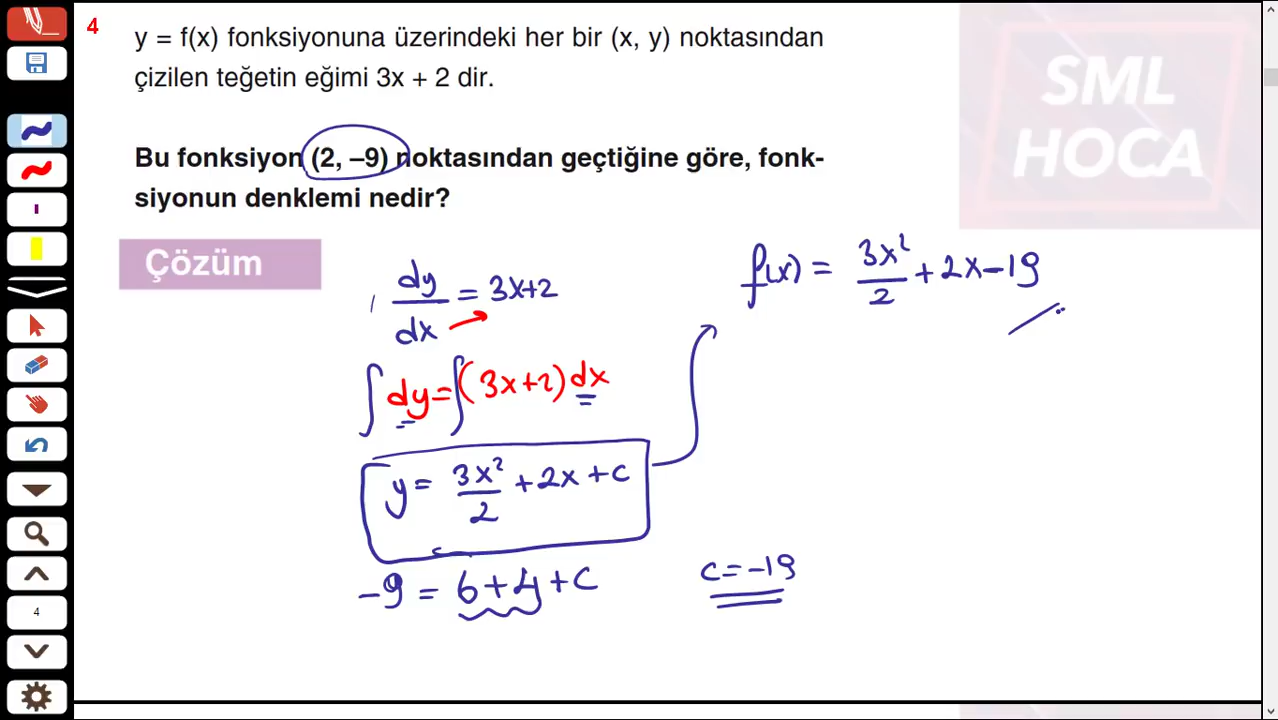 4
y = f(x) fonksiyonuna üzerindeki her bir (x, y) noktasından
çizilen teğetin eğimi 3x + 2 dir.
Bu fonksiyon (2, –9) noktasından geçtiğine göre, fonk-
siyonun denklemi nedir?
SML
HOCA
Çözüm
dy/dx = 3x+2
∫dy = ∫(3x+2)dx
y = 3x²/2 + 2x + c
-9 = 6+4+c
c = -19
f(x) = 3x²/2 + 2x - 19
4